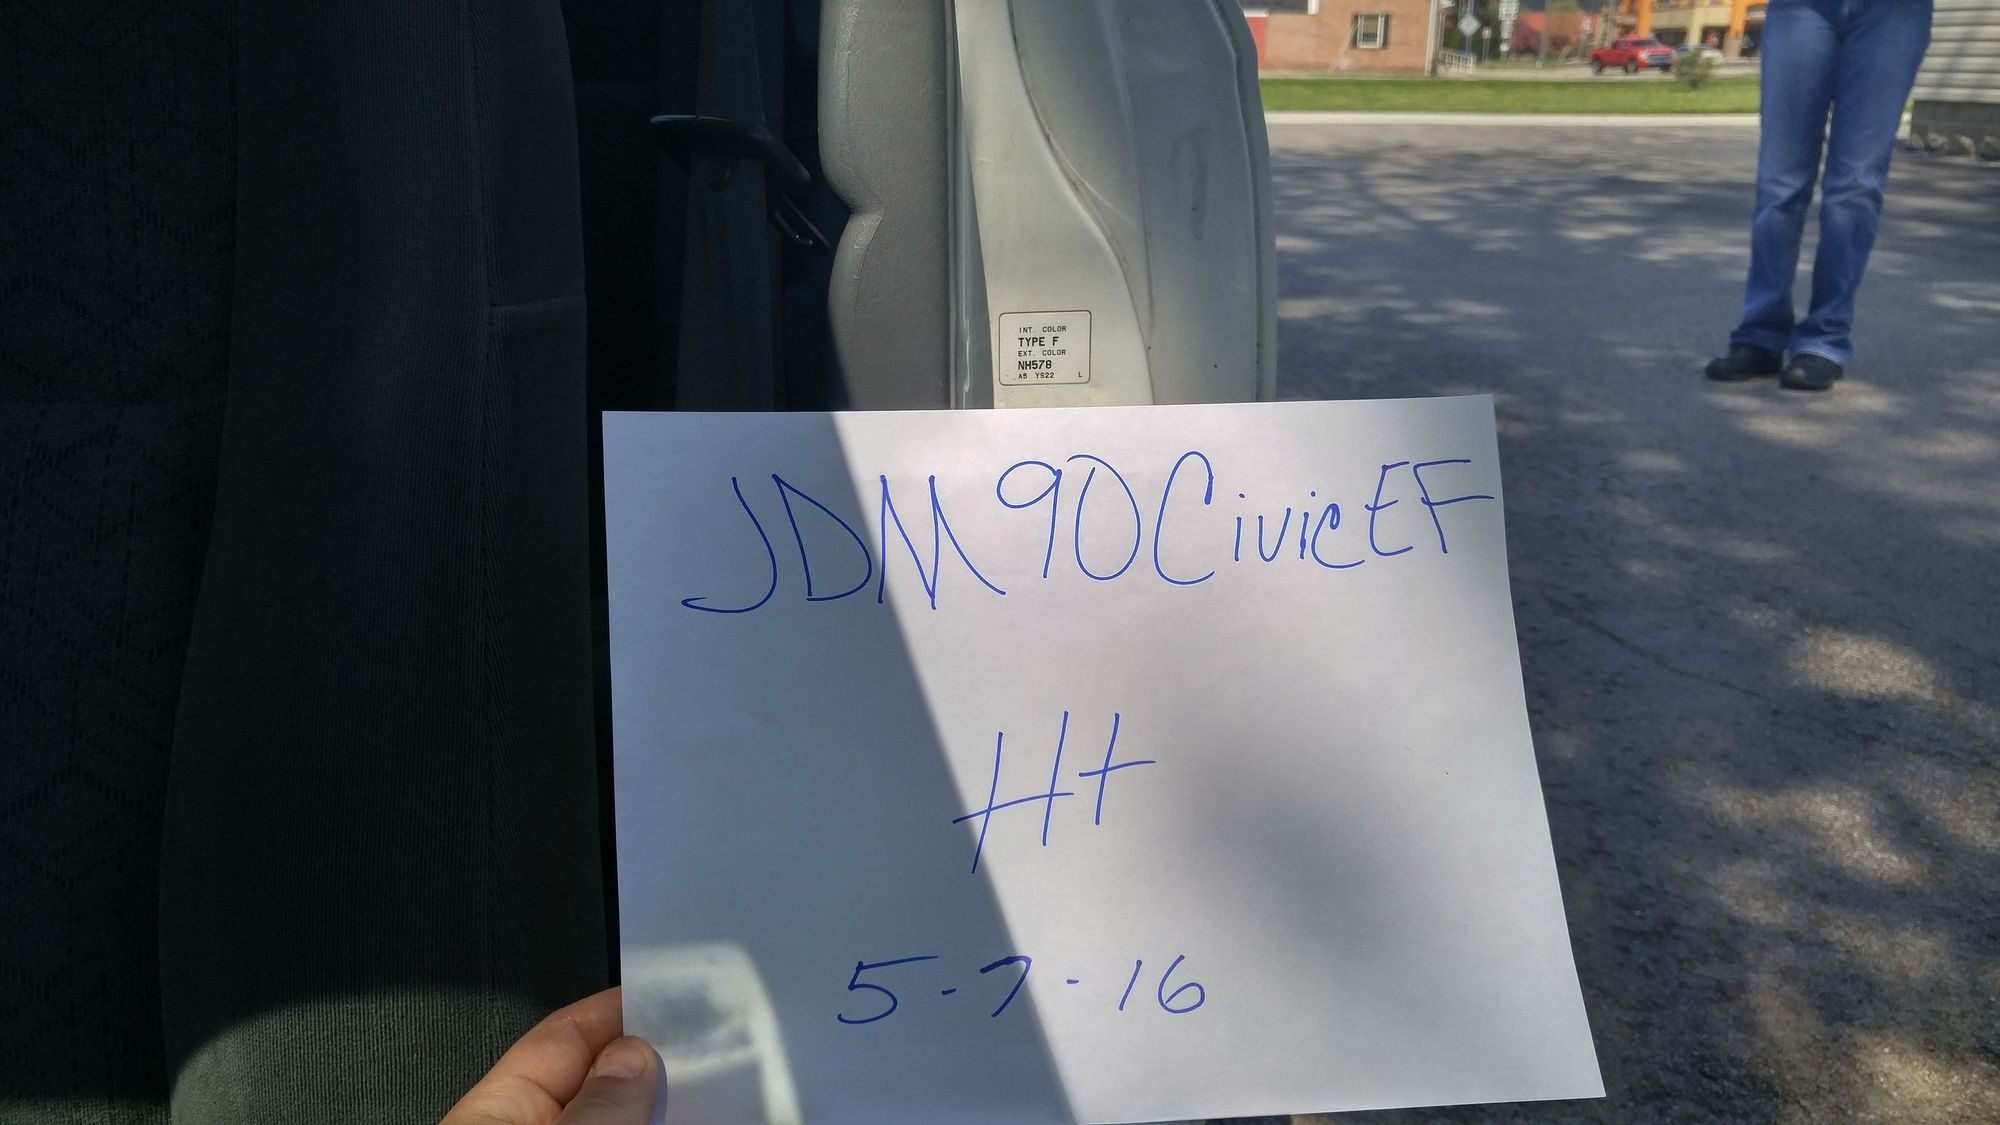 INT. COLOR
TYPE F
EXT. COLOR
NH578
A5 YS22 L
JDM90CivicEF
Ht
5-7-16